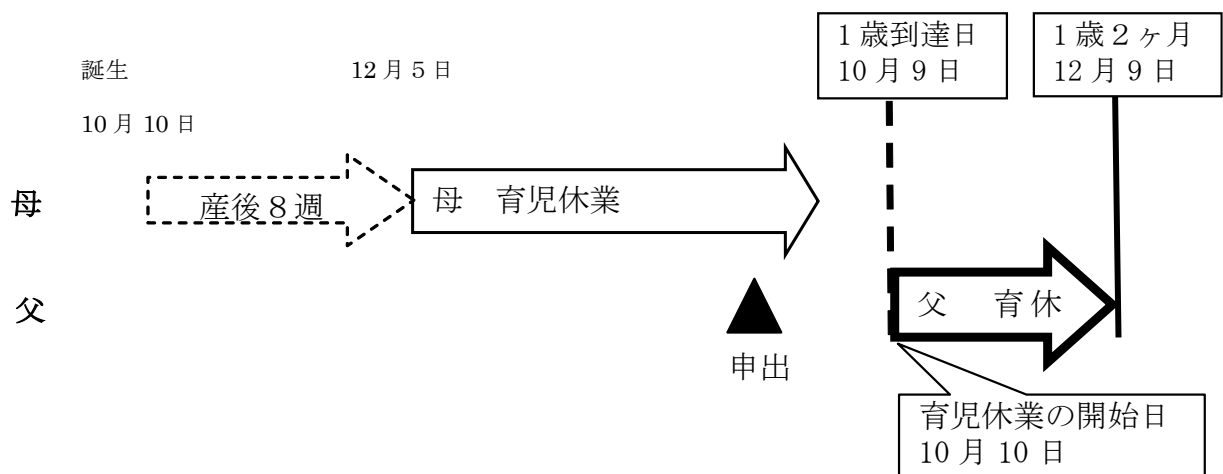 1歳到達日
10月9日
1歳2ヶ月
12月9日
誕生
12月5日
10月10日
母
産後8週
母 育児休業
父
父 育休
申出
育児休業の開始日
10月10日